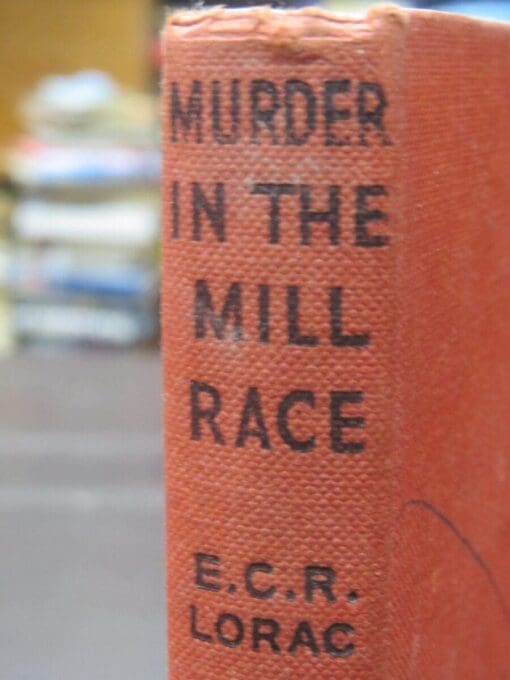 MURDER
IN THE
MILL
RACE
E.C.R.
LORAC